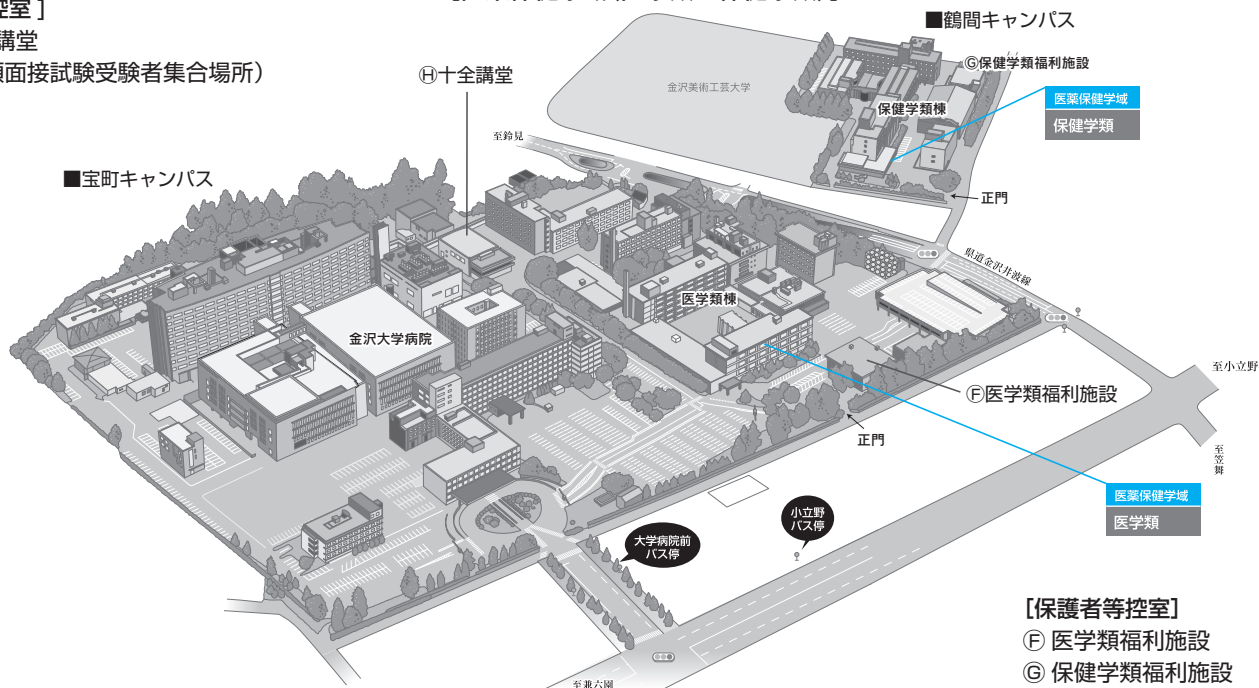 室]
講堂
面接試験受験者集合場所）
■鶴間キャンパス
Ⓖ保健学類福利施設
Ⓗ十全講堂
金沢美術工芸大学
保健学類棟
医薬保健学域
保健学類
至鈴見
■宝町キャンパス
正門
県道金沢井波線
医学類棟
金沢大学病院
至小立野
Ⓕ医学類福利施設
正門
至笠舞
医薬保健学域
医学類
小立野
バス停
大学病院前
バス停
[保護者等控室]
Ⓕ 医学類福利施設
Ⓖ 保健学類福利施設
至兼六園